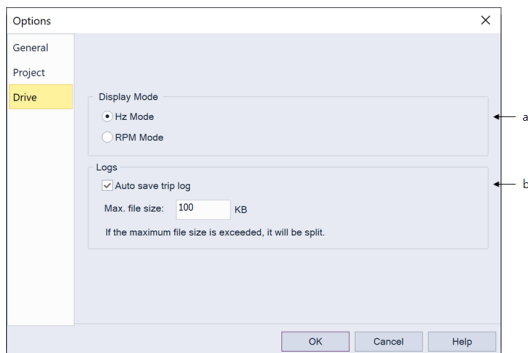 Options
General
Project
Drive
Display Mode
Hz Mode
RPM Mode
a
Logs
Auto save trip log
b
Max. file size: 100 KB
If the maximum file size is exceeded, it will be split.
OK Cancel Help